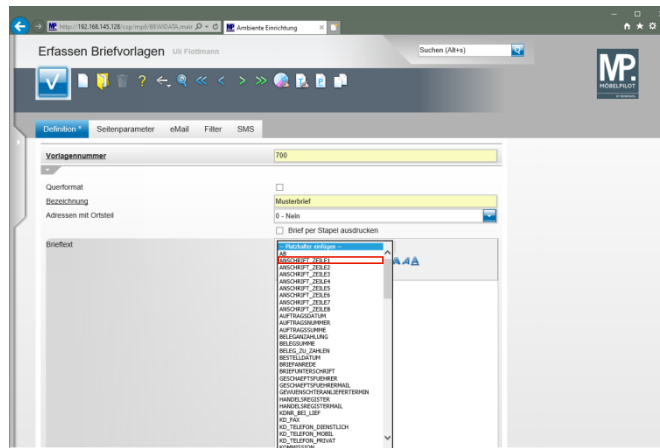 http://192.168.145.128/csp/mpli/BEWIDATA.mair
Ambiente Einrichtung
Erfassen Briefvorlagen Uli Flottmann
Suchen (Alt+s)
MP.
MÖBELPILOT
Definition * Seitenparameter eMail Filter SMS
Vorlagennummer 700
Querformat
Bezeichnung Musterbrief
Adressen mit Ortsteil 0 - Nein
Brief per Stapel ausdrucken
Brieftext
-- Platzhalter einfügen --
AB
ANSCHRIFT_ZEILE1
ANSCHRIFT_ZEILE2
ANSCHRIFT_ZEILE3
ANSCHRIFT_ZEILE4
ANSCHRIFT_ZEILE5
ANSCHRIFT_ZEILE6
ANSCHRIFT_ZEILE7
ANSCHRIFT_ZEILE8
AUFTRAGSDATUM
AUFTRAGSNUMMER
AUFTRAGSSUMME
BELEGANZAHLUNG
BELEGSUMME
BELEG_ZU_ZAHLEN
BESTELLDATUM
BRIEFANREDE
BRIEFUNTERSCHRIFT
GESCHAEFTSFUEHRER
GESCHAEFTSFUEHRERMAIL
GEWUENSCHTERANLIEFERTERMIN
HANDELSREGISTER
HANDELSREGISTERMAIL
KDNR_BEI_LIEF
KD_FAX
KD_TELEFON_DIENSTLICH
KD_TELEFON_MOBIL
KD_TELEFON_PRIVAT
KOMMISSION